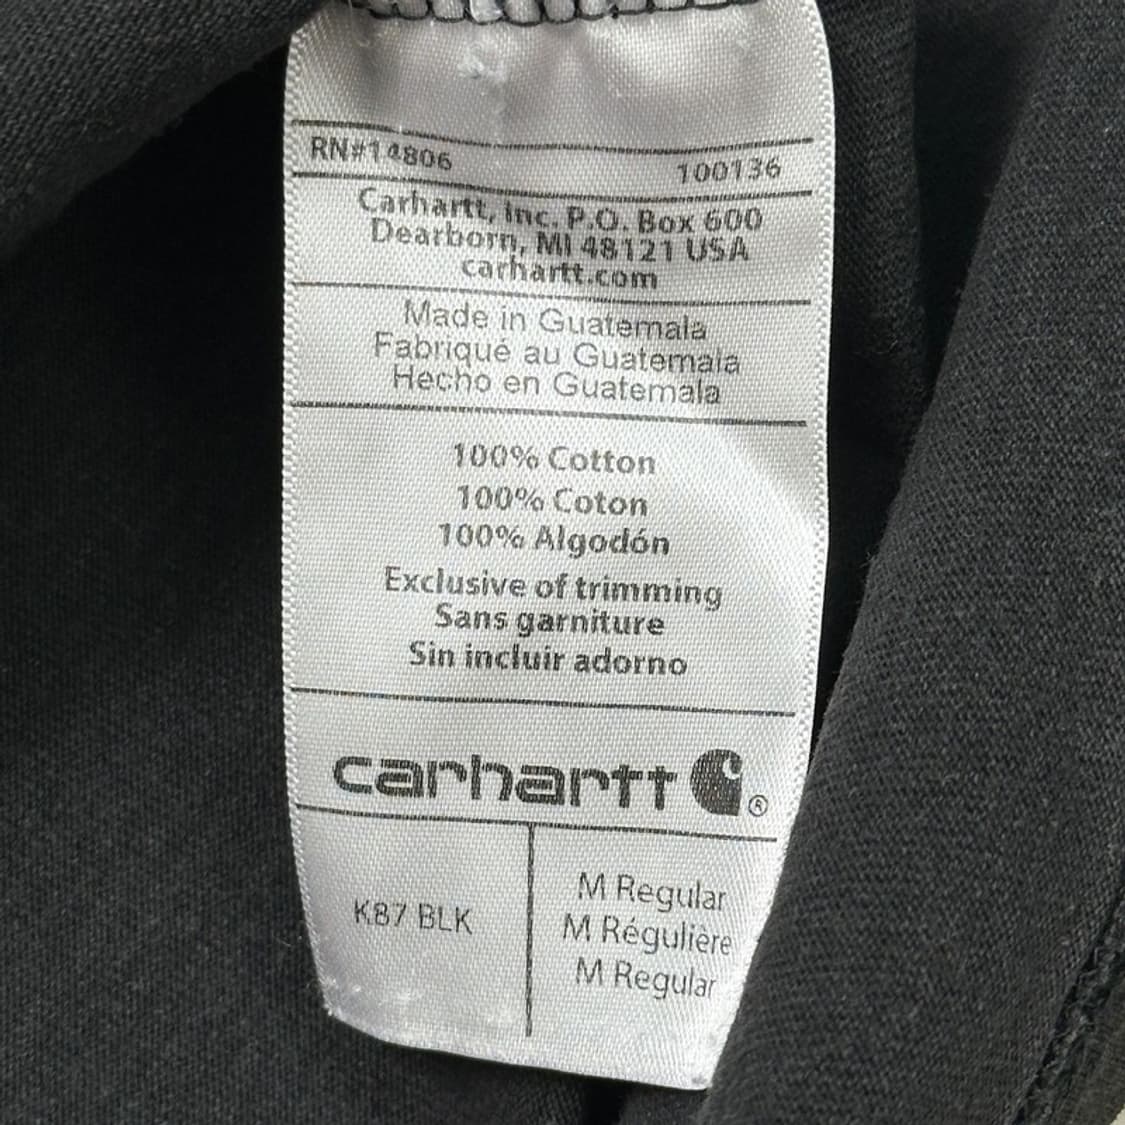 RN#14806 100136
Carhartt, Inc. P.O. Box 600
Dearborn, MI 48121 USA
carhartt.com
Made in Guatemala
Fabriqué au Guatemala
Hecho en Guatemala
100% Cotton
100% Coton
100% Algodón
Exclusive of trimming
Sans garniture
Sin incluir adorno
carhartt ®
K87 BLK
M Regular
M Régulière
M Regular